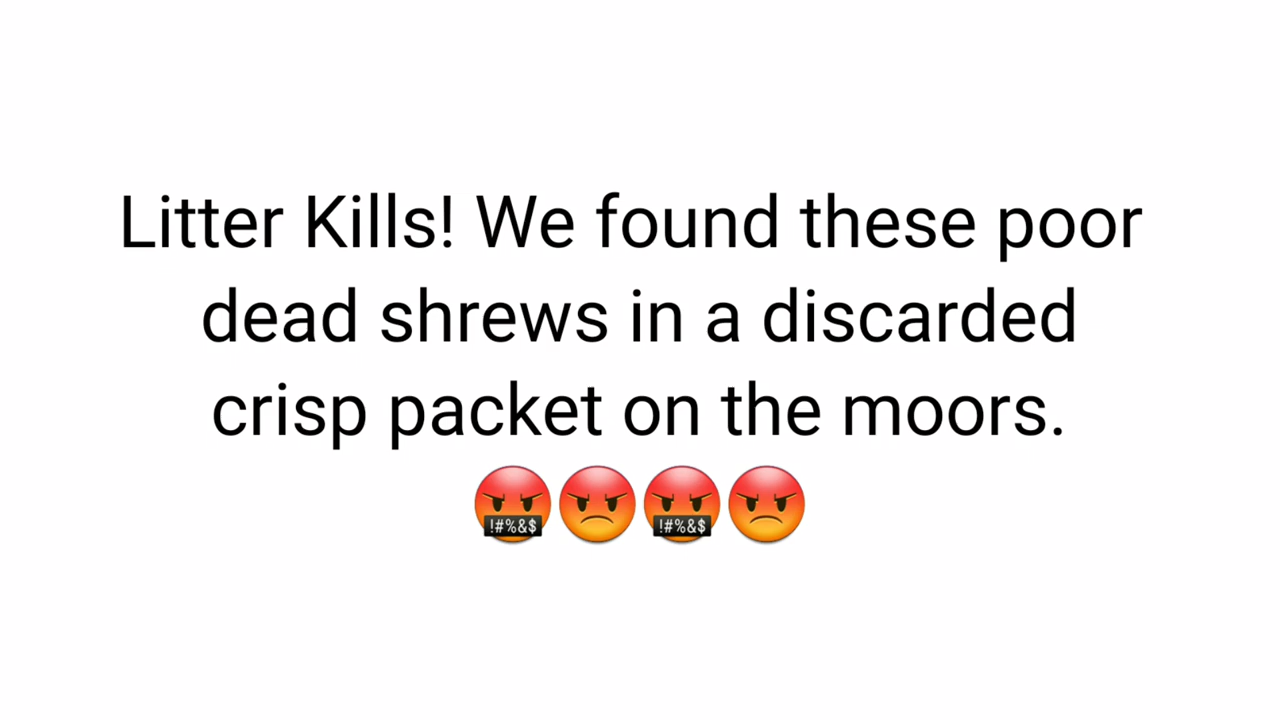 Litter Kills! We found these poor
dead shrews in a discarded
crisp packet on the moors.
🤬😡🤬😡